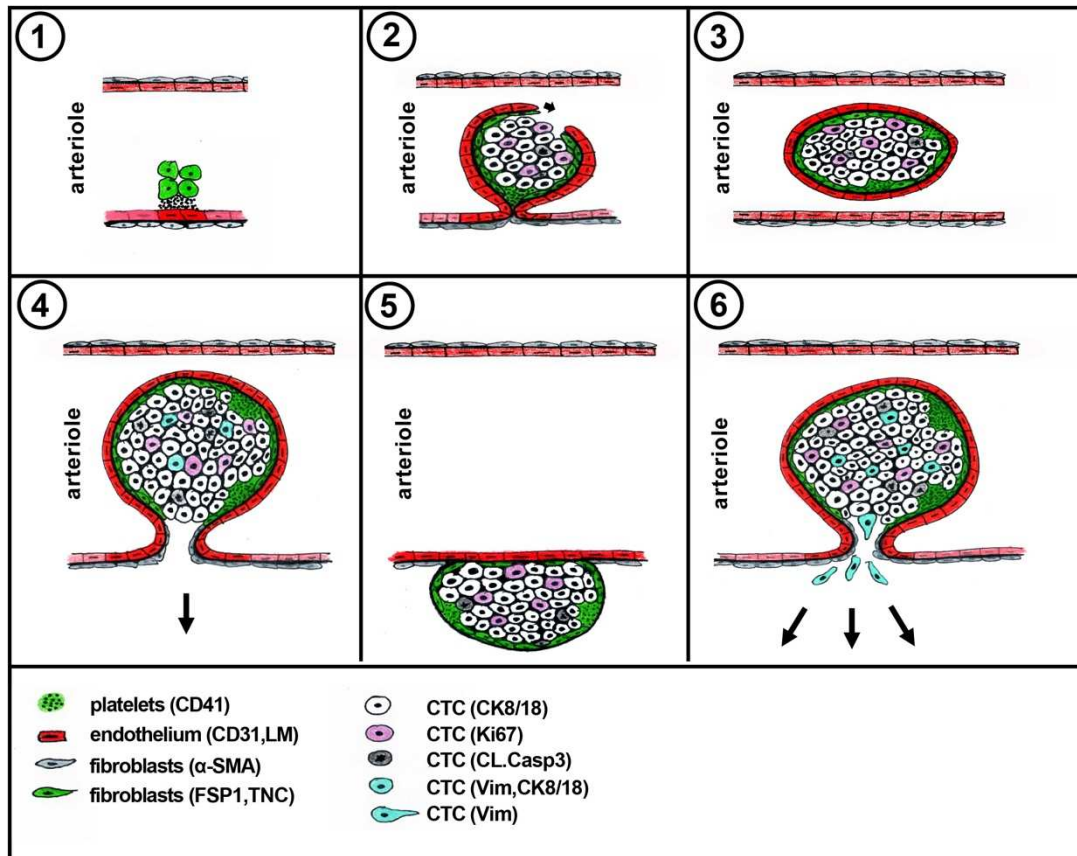 1
arteriole
2
arteriole
3
arteriole
4
arteriole
5
arteriole
6
arteriole
platelets (CD41)
endothelium (CD31,LM)
fibroblasts (α-SMA)
fibroblasts (FSP1,TNC)
CTC (CK8/18)
CTC (Ki67)
CTC (CL.Casp3)
CTC (Vim,CK8/18)
CTC (Vim)